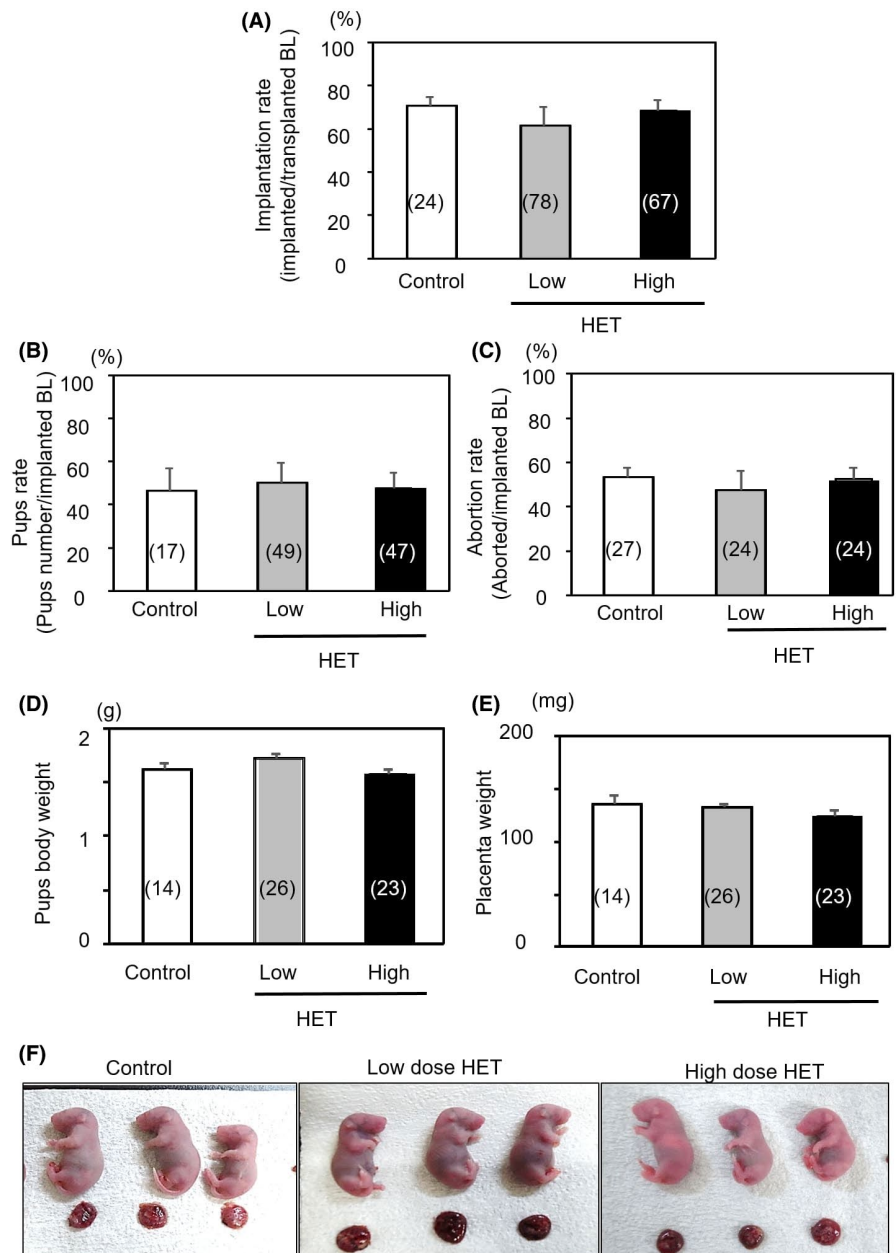 (A)
(%)
Implantation rate
(implanted/transplanted BL)
100
80
60
40
20
0
(24)
(78)
(67)
Control
Low
High
HET
(B)
(%)
Pups rate
(Pups number/implanted BL)
100
80
60
40
20
0
(17)
(49)
(47)
Control
Low
High
HET
(C)
(%)
Abortion rate
(Aborted/implanted BL)
100
80
60
40
20
0
(27)
(24)
(24)
Control
Low
High
HET
(D)
(g)
Pups body weight
2
1
0
(14)
(26)
(23)
Control
Low
High
HET
(E)
(mg)
Placenta weight
200
100
0
(14)
(26)
(23)
Control
Low
High
HET
(F)
Control
Low dose HET
High dose HET